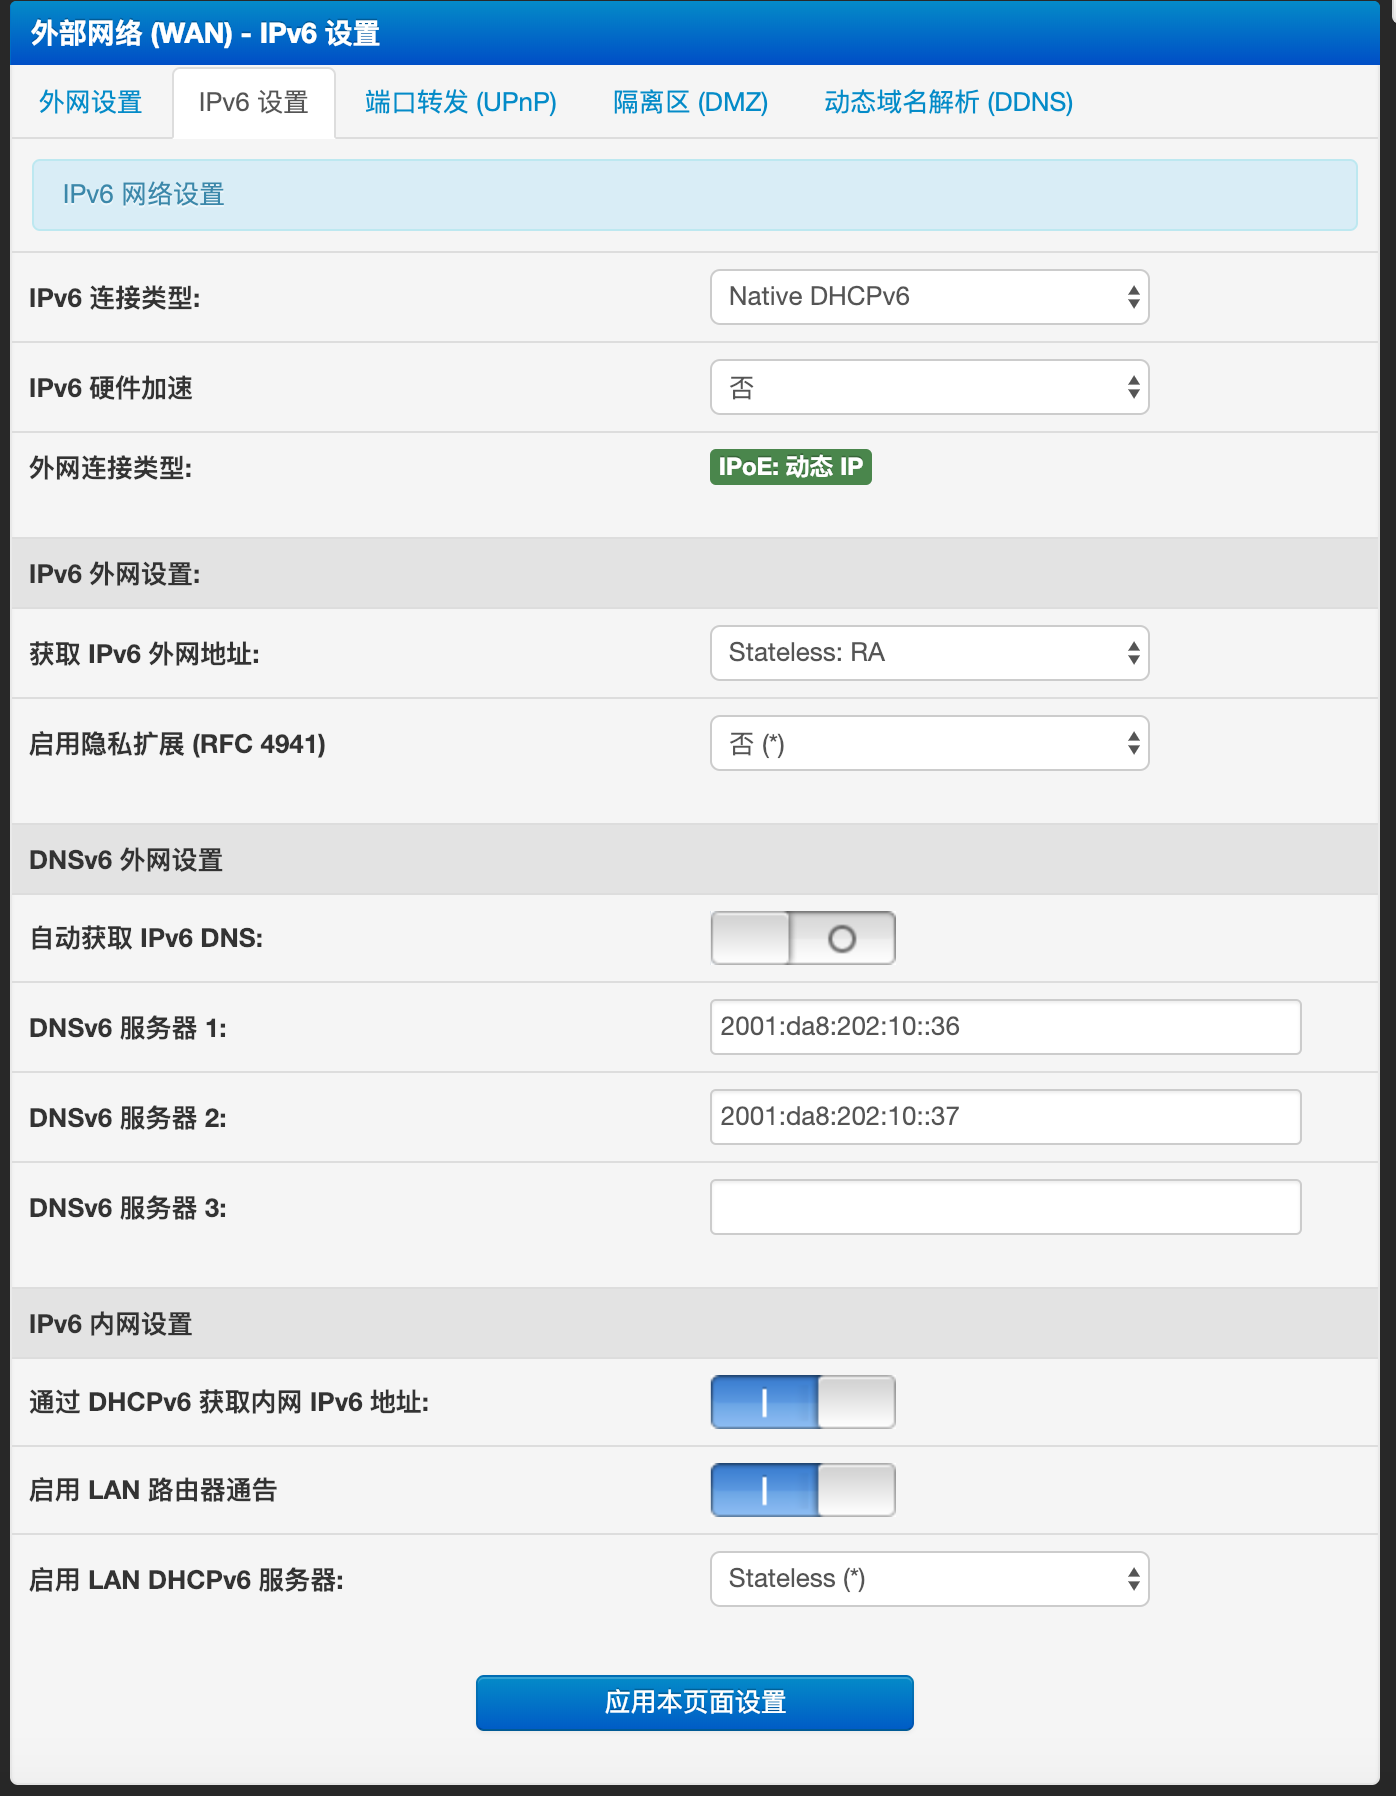 外部网络 (WAN) - IPv6 设置
外网设置 IPv6 设置 端口转发 (UPnP) 隔离区 (DMZ) 动态域名解析 (DDNS)
IPv6 网络设置
IPv6 连接类型: Native DHCPv6
IPv6 硬件加速 否
外网连接类型: IPoE: 动态 IP
IPv6 外网设置:
获取 IPv6 外网地址: Stateless: RA
启用隐私扩展 (RFC 4941) 否 (*)
DNSv6 外网设置
自动获取 IPv6 DNS:
DNSv6 服务器 1: 2001:da8:202:10::36
DNSv6 服务器 2: 2001:da8:202:10::37
DNSv6 服务器 3:
IPv6 内网设置
通过 DHCPv6 获取内网 IPv6 地址:
启用 LAN 路由器通告
启用 LAN DHCPv6 服务器: Stateless (*)
应用本页面设置